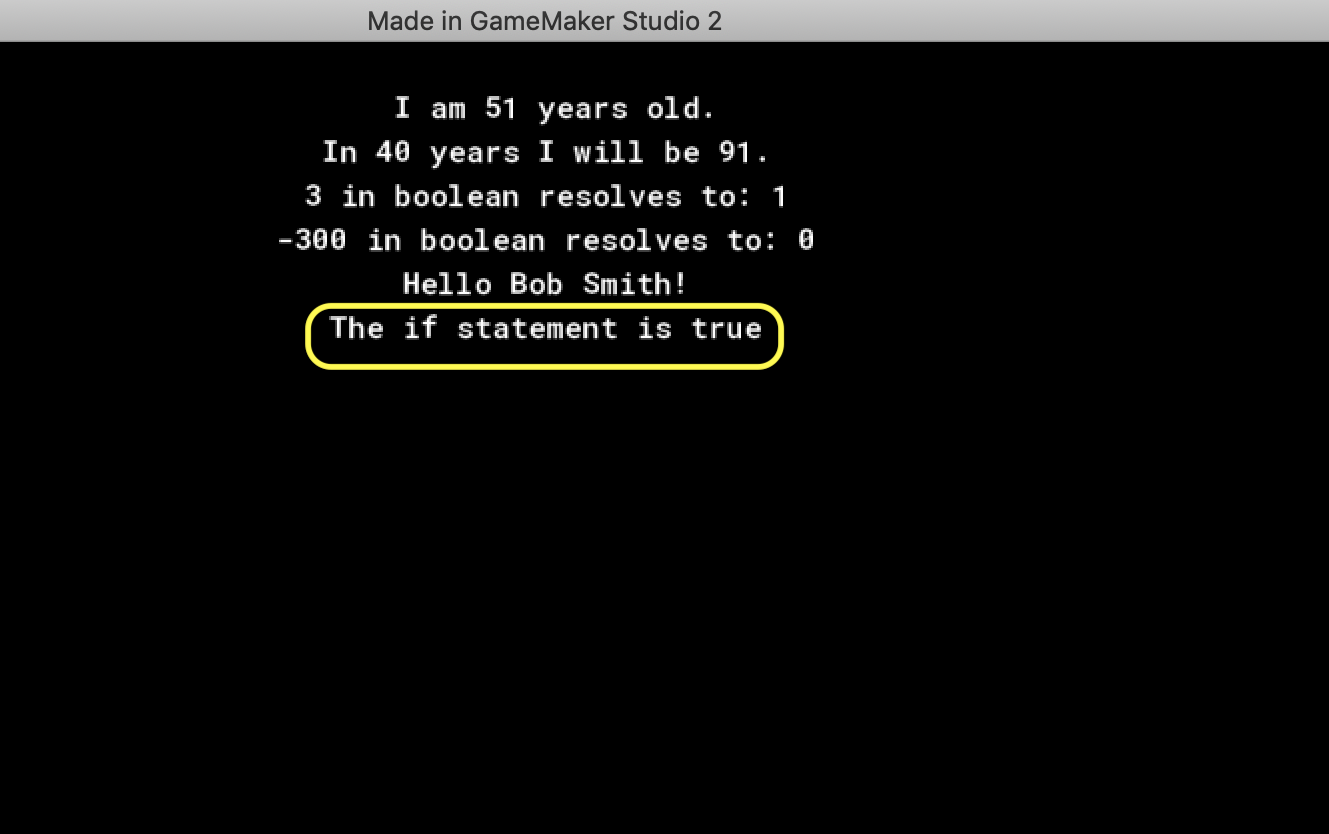 Made in GameMaker Studio 2
I am 51 years old.
In 40 years I will be 91.
3 in boolean resolves to: 1
-300 in boolean resolves to: 0
Hello Bob Smith!
The if statement is true